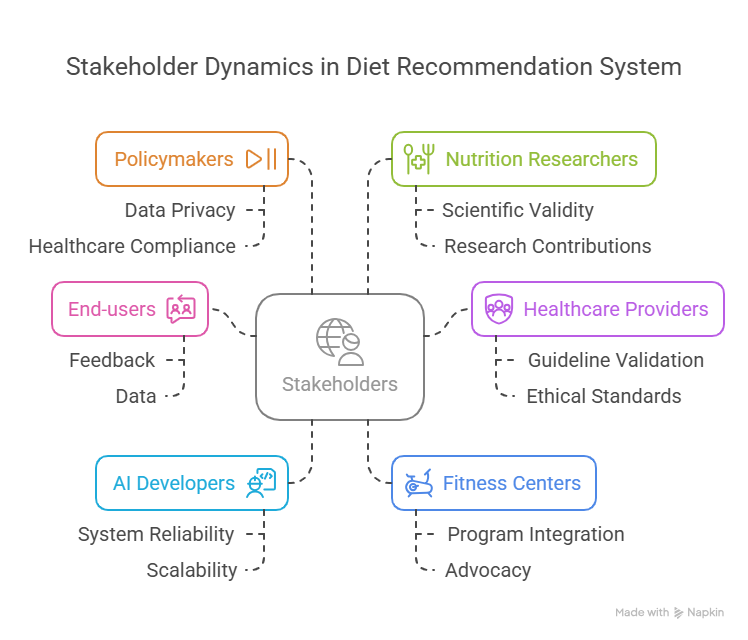 Stakeholder Dynamics in Diet Recommendation System
Policymakers
Data Privacy
Healthcare Compliance
Nutrition Researchers
Scientific Validity
Research Contributions
End-users
Feedback
Data
Stakeholders
Healthcare Providers
Guideline Validation
Ethical Standards
AI Developers
System Reliability
Scalability
Fitness Centers
Program Integration
Advocacy
Made with Napkin